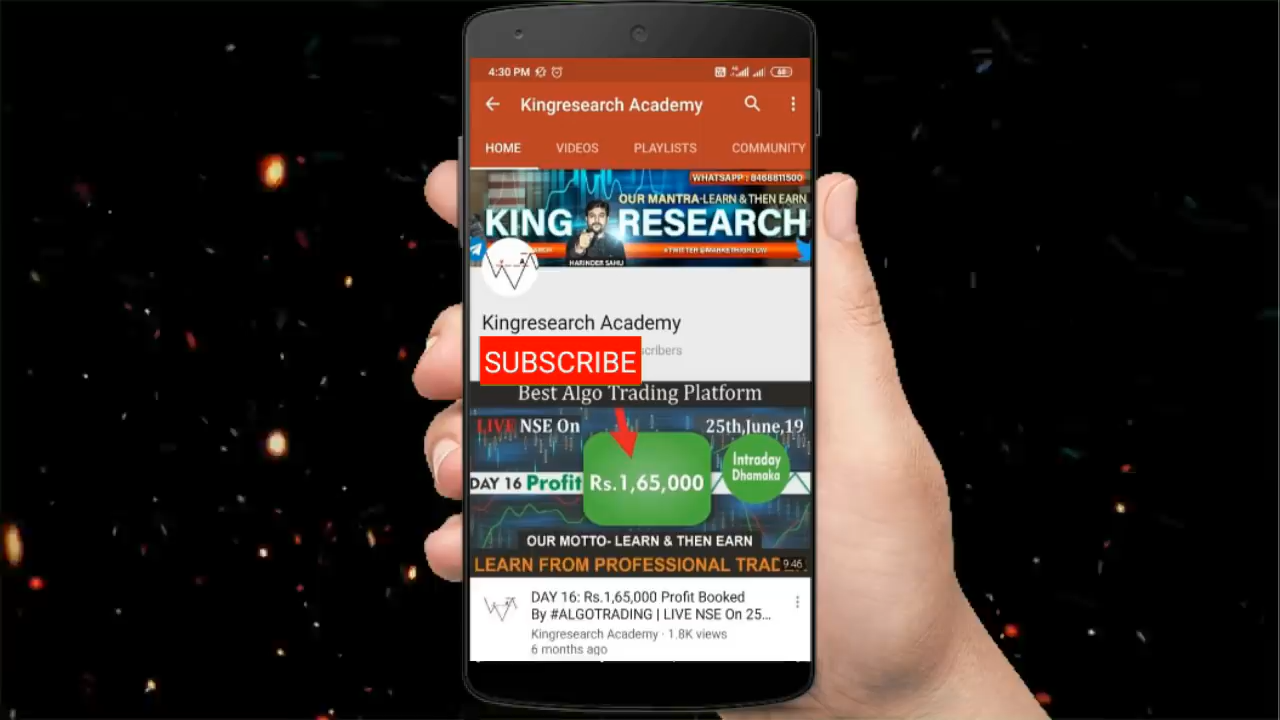 4:30 PM
68
Kingresearch Academy
HOME VIDEOS PLAYLISTS COMMUNITY
WHATSAPP : 8468811500
OUR MANTRA-LEARN & THEN EARN
KING RESEARCH
HARINDER SAHU
Kingresearch Academy
SUBSCRIBE
scribers
Best Algo Trading Platform
LIVE NSE On
25th,June,19
Intraday
Dhamaka
DAY 16 Profit
Rs.1,65,000
OUR MOTTO- LEARN & THEN EARN
LEARN FROM PROFESSIONAL TRADER
9:46
DAY 16: Rs.1,65,000 Profit Booked
By #ALGOTRADING | LIVE NSE On 25...
Kingresearch Academy · 1.8K views
6 months ago